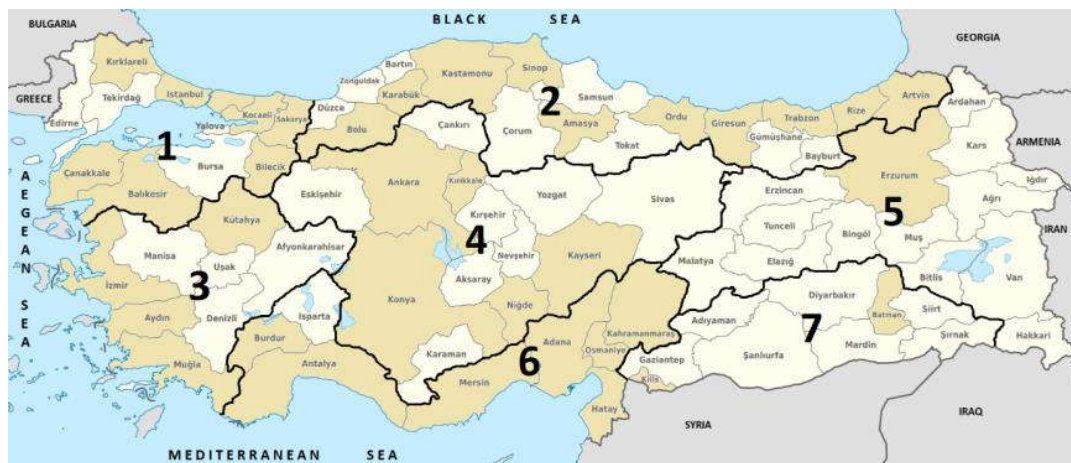 BLACK SEA
BULGARIA
GEORGIA
Kırklareli
Bartın
Sinop
Kastamonu
Zonguldak
Artvin
Istanbul
Tekirdağ
GREECE
Karabük
2
Samsun
Rize
Ardahan
Düzce
Kocaeli
Sakarya
Edirne
Çankırı
Ordu
Trabzon
Giresun
Yalova
Bolu
Çorum
Amasya
Gümüşhane
Kars
ARMENIA
1
Tokat
Bayburt
Bursa
Bilecik
Çanakkale
Ankara
Kırıkkale
Erzurum
Iğdır
Balıkesir
Eskişehir
Yozgat
Sivas
Erzincan
Ağrı
AEGEAN SEA
Kütahya
Kırşehir
5
Tunceli
IRAN
4
Bingöl
Muş
Manisa
Afyonkarahisar
Nevşehir
Kayseri
Malatya
Elazığ
Uşak
Aksaray
Bitlis
Van
İzmir
3
Konya
Diyarbakır
Niğde
Siirt
Aydın
Denizli
Isparta
Batman
Adıyaman
7
Kahramanmaraş
Burdur
Adana
Şırnak
Hakkari
Osmaniye
Mardin
Karaman
Gaziantep
Şanlıurfa
Muğla
Antalya
6
Kilis
Mersin
Hatay
SYRIA
IRAQ
MEDITERRANEAN SEA